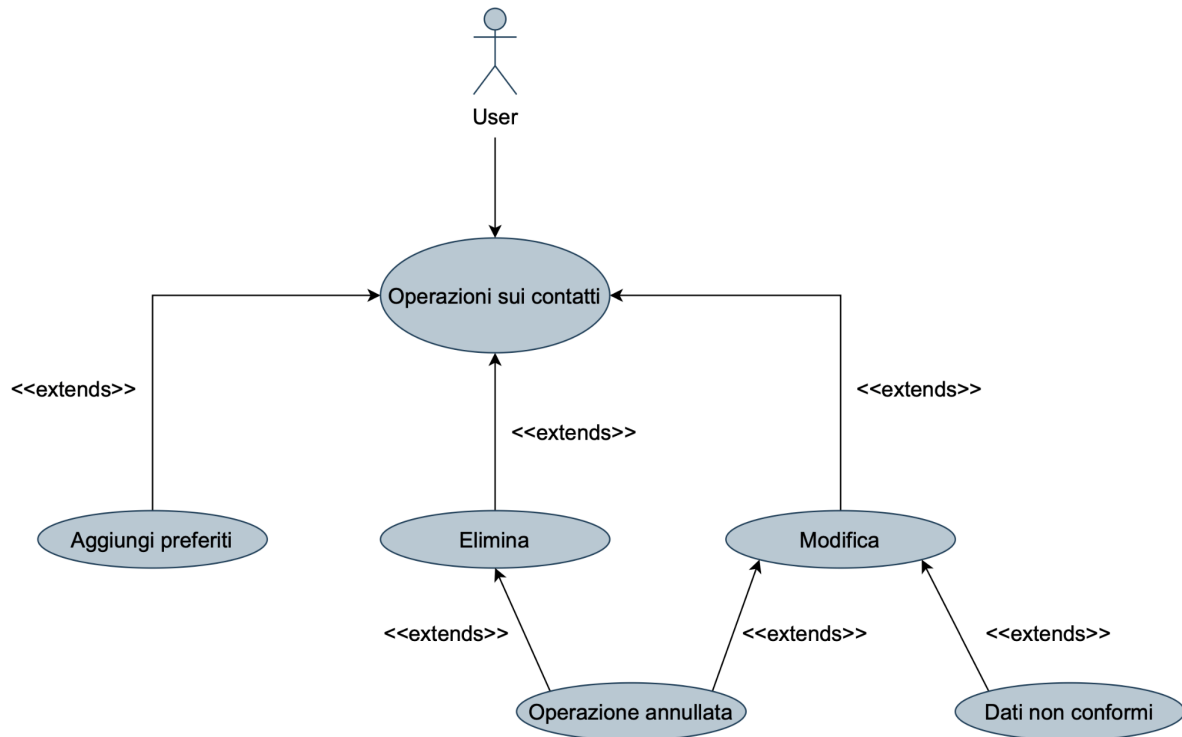 User
Operazioni sui contatti
<<extends>>
<<extends>>
<<extends>>
Aggiungi preferiti
Elimina
Modifica
<<extends>>
<<extends>>
<<extends>>
Operazione annullata
Dati non conformi